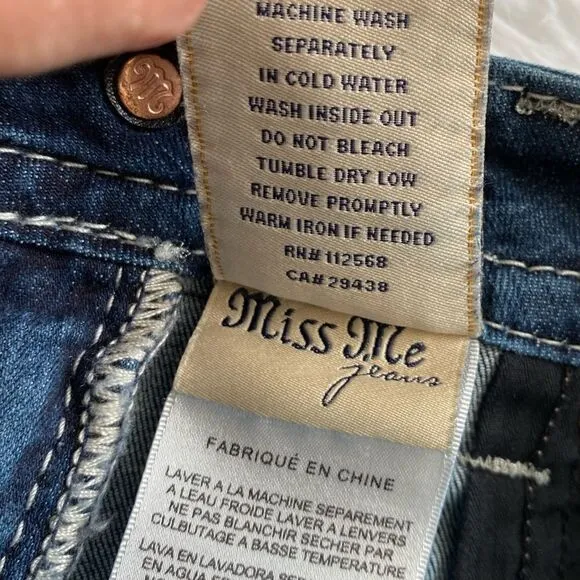 MACHINE WASH
SEPARATELY
IN COLD WATER
WASH INSIDE OUT
DO NOT BLEACH
TUMBLE DRY LOW
REMOVE PROMPTLY
WARM IRON IF NEEDED
RN# 112568
CA# 29438
Miss Me
jeans
FABRIQUÉ EN CHINE
LAVER A LA MACHINE SEPAREMENT
A LEAU FROIDE LAVER A LENVERS
NE PAS BLANCHIR SECHER PAR
CULBUTAGE A BASSE TEMPERATURE
LAVA EN LAVADORA
EN AGUA
M